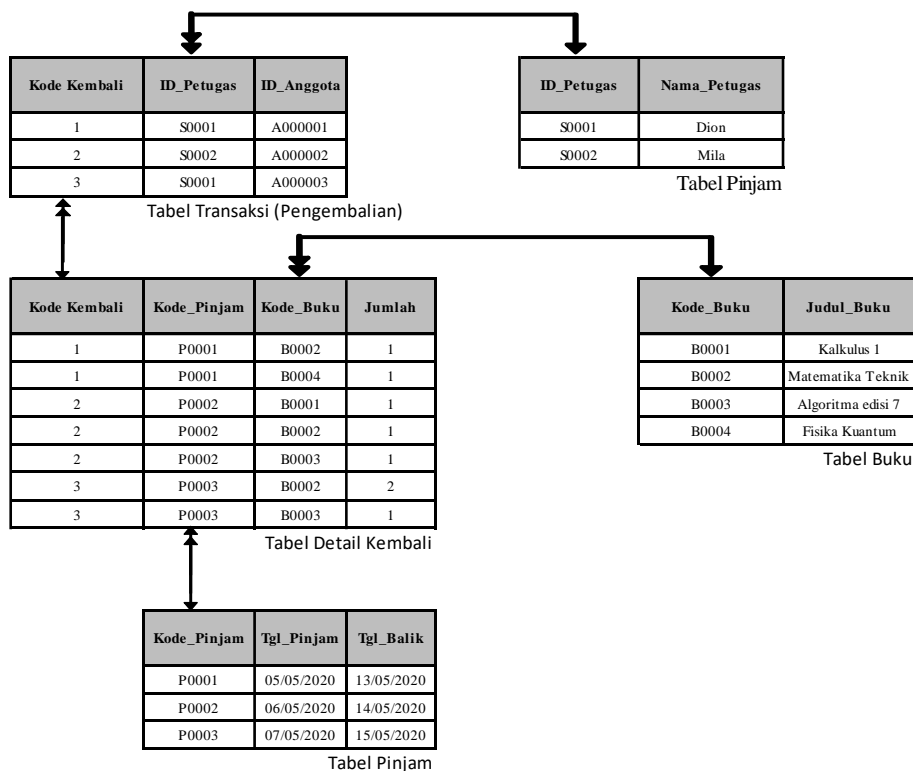 Kode Kembali ID_Petugas ID_Anggota
1 S0001 A000001
2 S0002 A000002
3 S0001 A000003
Tabel Transaksi (Pengembalian)
ID_Petugas Nama_Petugas
S0001 Dion
S0002 Mila
Tabel Pinjam
Kode Kembali Kode_Pinjam Kode_Buku Jumlah
1 P0001 B0002 1
1 P0001 B0004 1
2 P0002 B0001 1
2 P0002 B0002 1
2 P0002 B0003 1
3 P0003 B0002 2
3 P0003 B0003 1
Tabel Detail Kembali
Kode_Buku Judul_Buku
B0001 Kalkulus 1
B0002 Matematika Teknik
B0003 Algoritma edisi 7
B0004 Fisika Kuantum
Tabel Buku
Kode_Pinjam Tgl_Pinjam Tgl_Balik
P0001 05/05/2020 13/05/2020
P0002 06/05/2020 14/05/2020
P0003 07/05/2020 15/05/2020
Tabel Pinjam